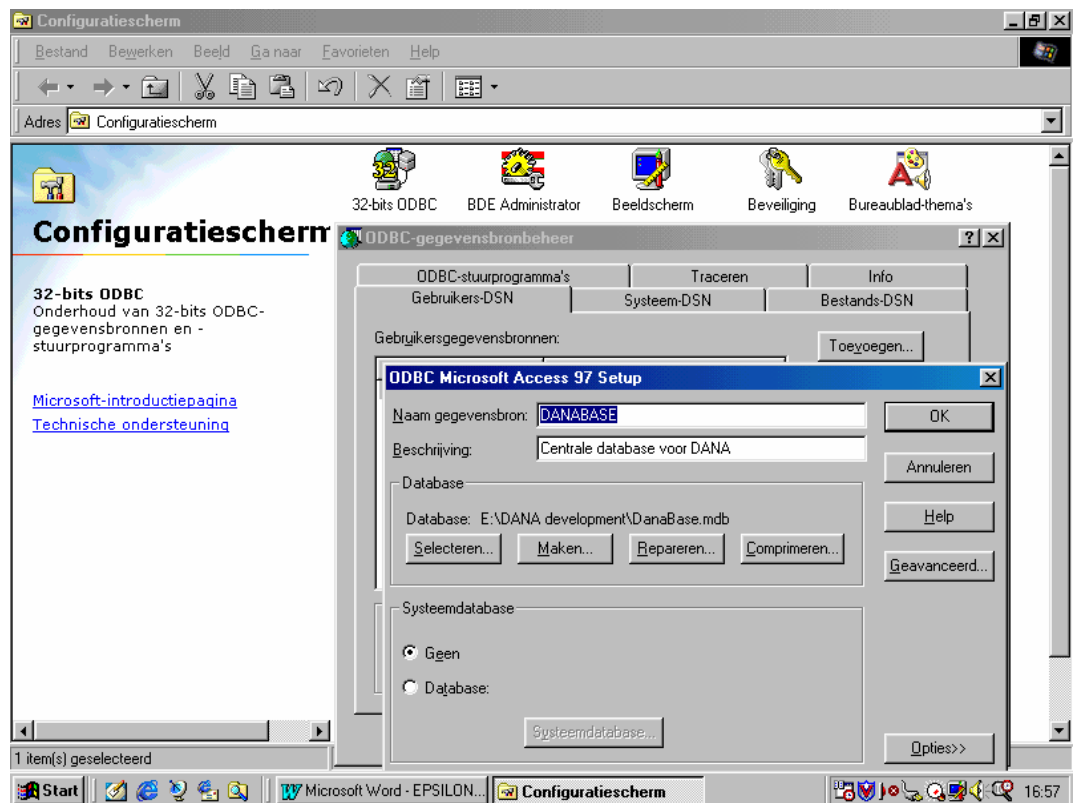 Configuratiescherm
Bestand Bewerken Beeld Ga naar Favorieten Help
Adres Configuratiescherm
32-bits ODBC BDE Administrator Beeldscherm Beveiliging Bureaublad-thema's
Configuratiescherm
32-bits ODBC
Onderhoud van 32-bits ODBC-
gegevensbronnen en -
stuurprogramma's
Microsoft-introductiepagina
Technische ondersteuning
ODBC-gegevensbronbeheer
ODBC-stuurprogramma's Traceren Info
Gebruikers-DSN Systeem-DSN Bestands-DSN
Gebruikersgegevensbronnen:
Toevoegen...
ODBC Microsoft Access 97 Setup
Naam gegevensbron: DANABASE
OK
Beschrijving: Centrale database voor DANA
Annuleren
Database
Database: E:\DANA development\DanaBase.mdb
Help
Selecteren... Maken... Repareren... Comprimeren...
Geavanceerd...
Systeemdatabase
Geen
Database:
Systeemdatabase...
Opties>>
1 item(s) geselecteerd
Start Microsoft Word - EPSILON... Configuratiescherm 16:57